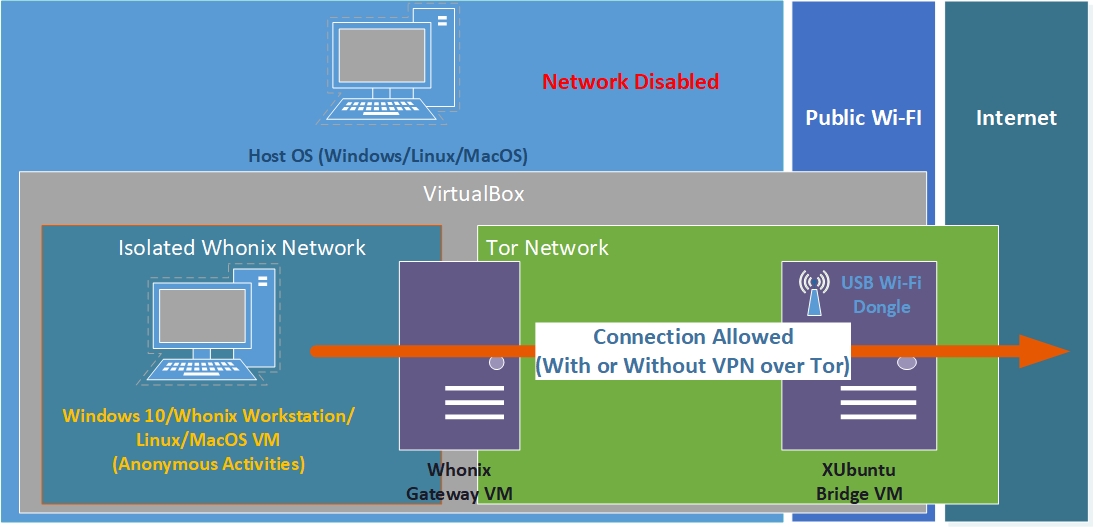 Network Disabled
Public Wi-FI
Internet
Host OS (Windows/Linux/MacOS)
VirtualBox
Isolated Whonix Network
Tor Network
USB Wi-Fi
Dongle
Connection Allowed
(With or Without VPN over Tor)
Windows 10/Whonix Workstation/
Linux/MacOS VM
(Anonymous Activities)
Whonix
Gateway VM
XUbuntu
Bridge VM